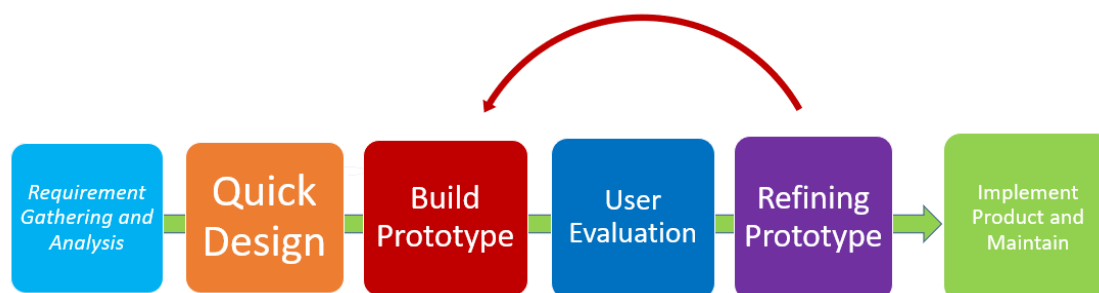 Requirement
Gathering and
Analysis
Quick
Design
Build
Prototype
User
Evaluation
Refining
Prototype
Implement
Product and
Maintain